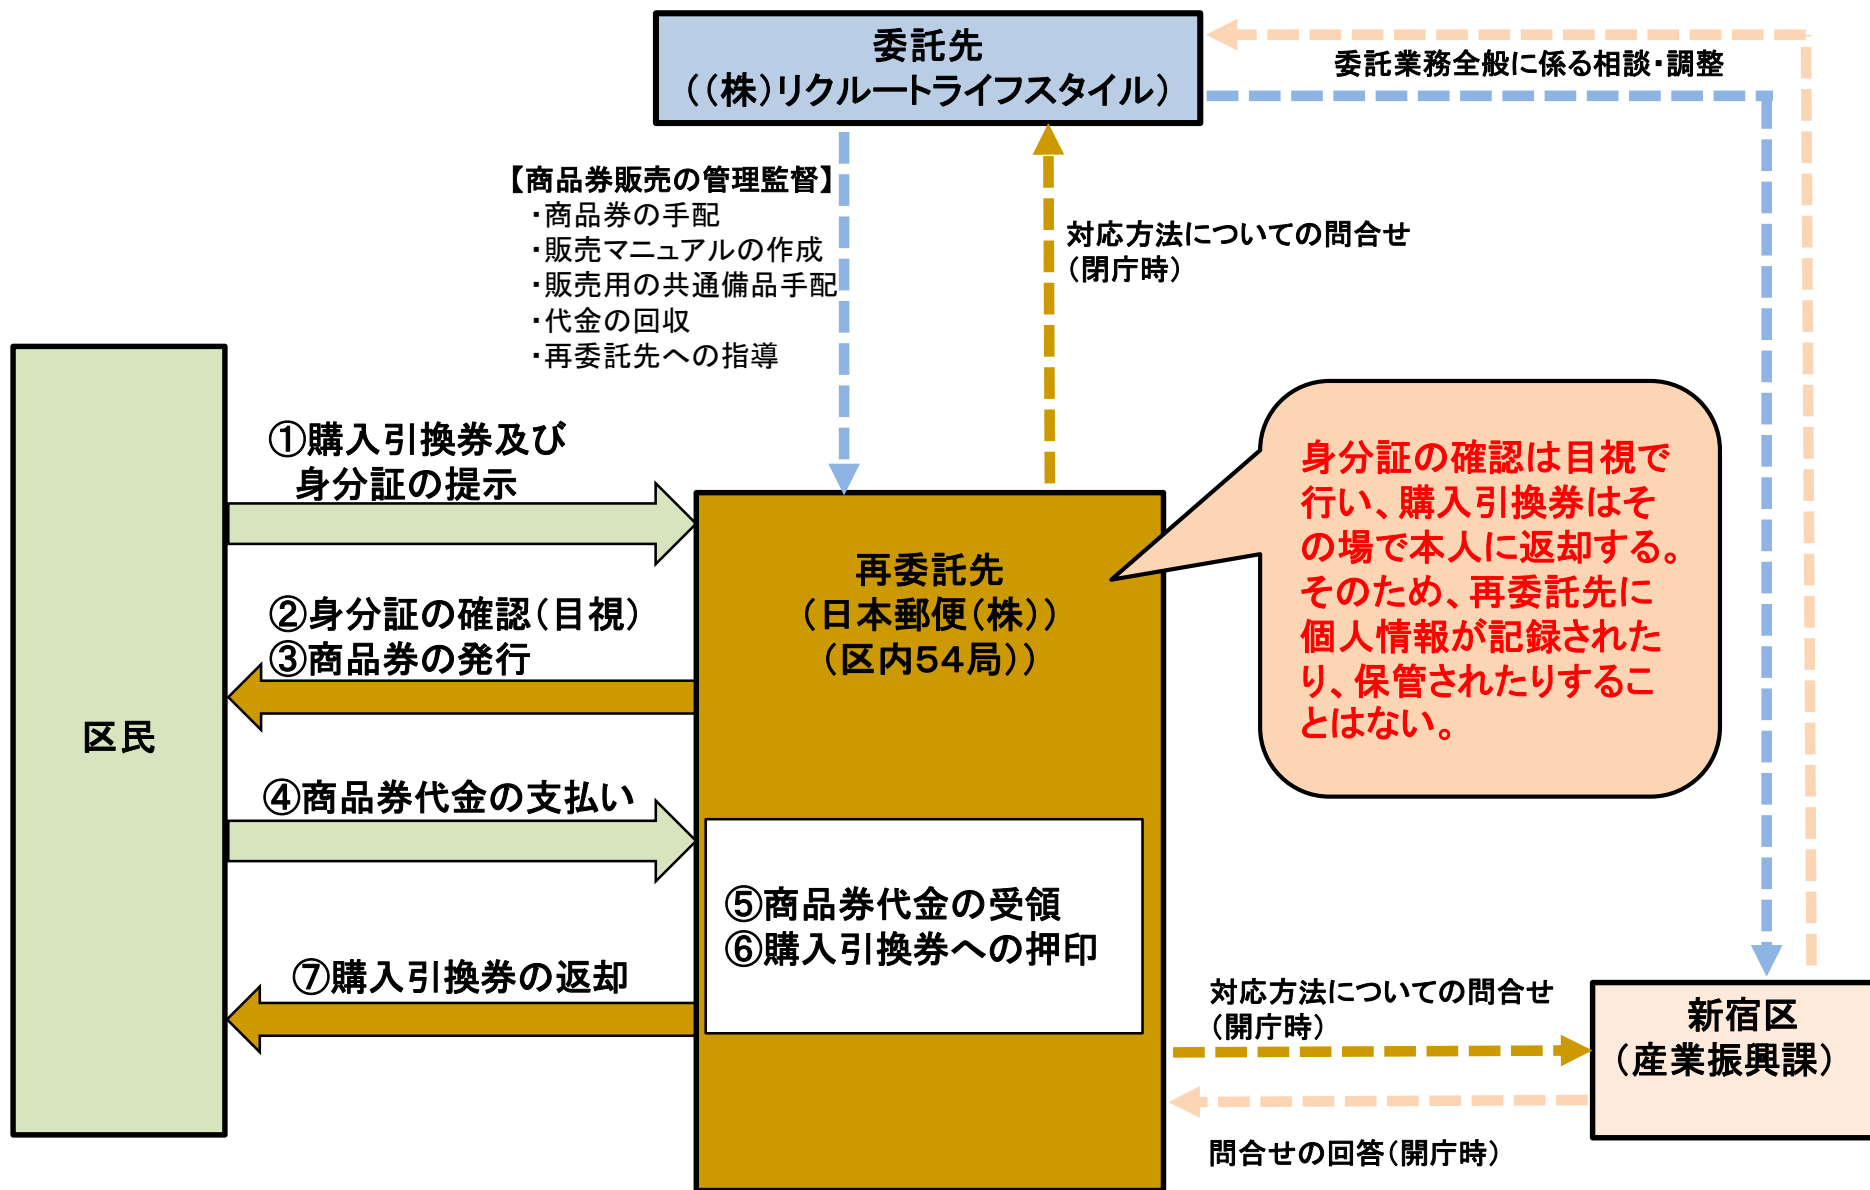 委託先
（（株）リクルートライフスタイル）
委託業務全般に係る相談・調整
【商品券販売の管理監督】
・商品券の手配
・販売マニュアルの作成
・販売用の共通備品手配
・代金の回収
・再委託先への指導
対応方法についての問合せ
（閉庁時）
①購入引換券及び
身分証の提示
②身分証の確認（目視）
③商品券の発行
区民
④商品券代金の支払い
⑦購入引換券の返却
再委託先
（日本郵便（株））
（区内５４局））
⑤商品券代金の受領
⑥購入引換券への押印
身分証の確認は目視で
行い、購入引換券はそ
の場で本人に返却する。
そのため、再委託先に
個人情報が記録された
り、保管されたりするこ
とはない。
対応方法についての問合せ
（開庁時）
新宿区
（産業振興課）
問合せの回答（開庁時）